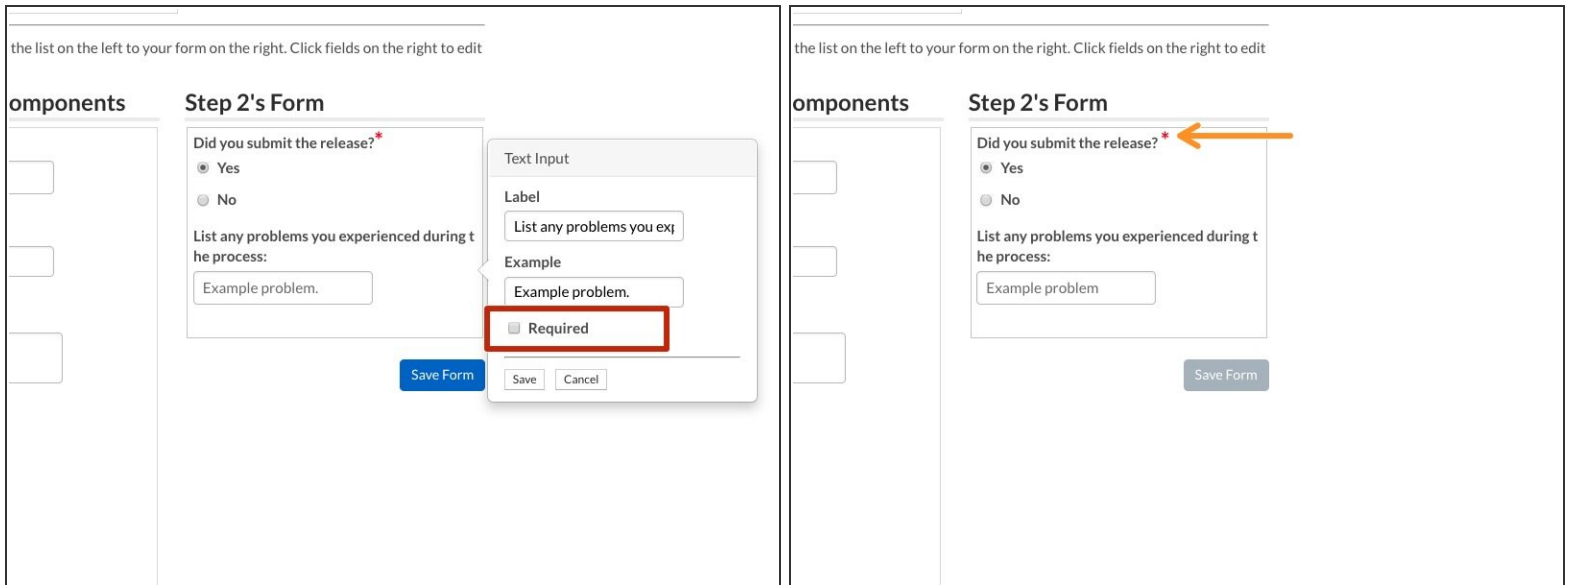 the list on the left to your form on the right. Click fields on the right to edit
omponents
Step 2's Form
Did you submit the release?*
Yes
No
List any problems you experienced during t
he process:
Example problem.
Save Form
Text Input
Label
List any problems you exp
Example
Example problem.
Required
Save
Cancel
the list on the left to your form on the right. Click fields on the right to edit
omponents
Step 2's Form
Did you submit the release? *
Yes
No
List any problems you experienced during t
he process:
Example problem
Save Form